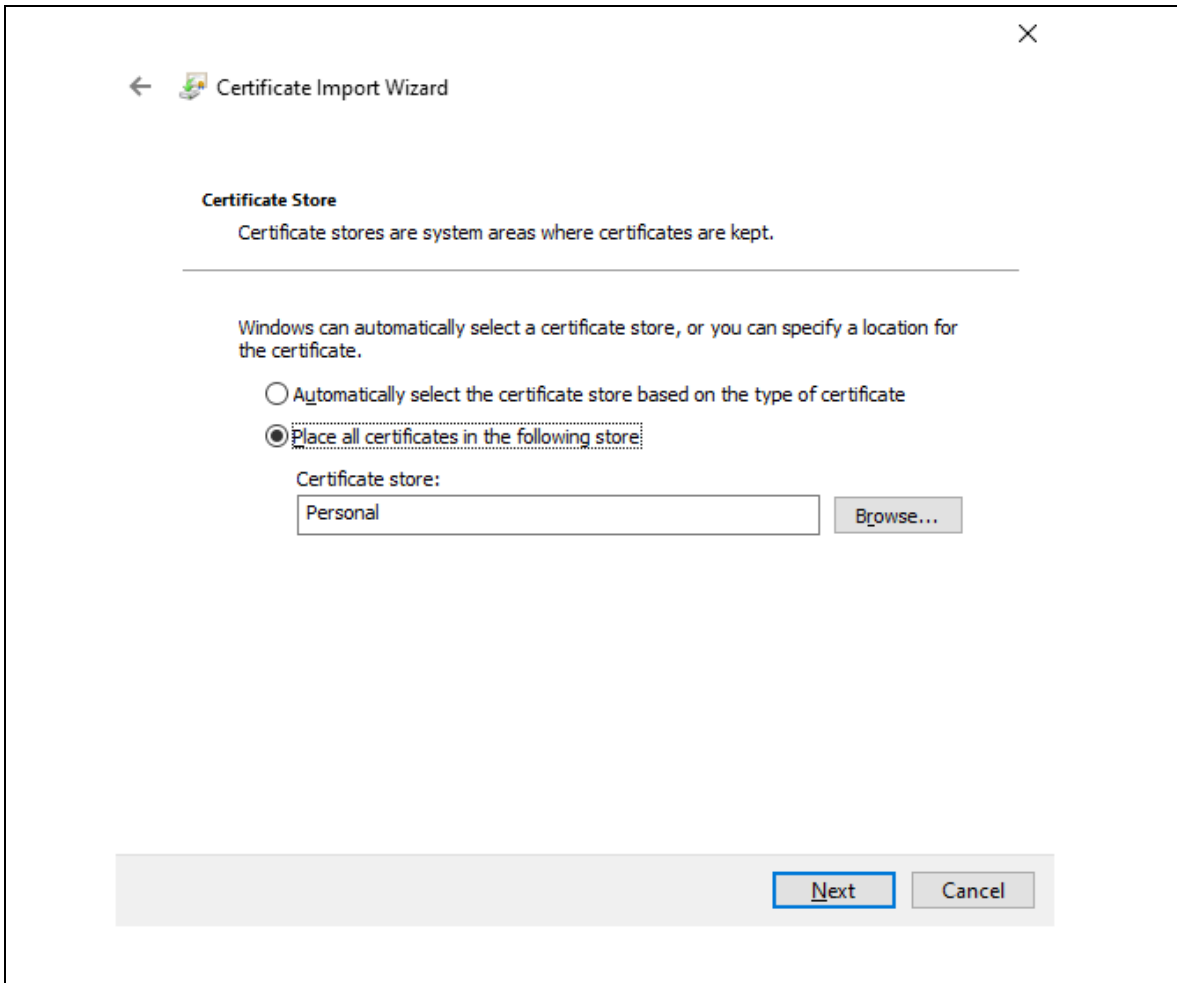 Certificate Import Wizard
Certificate Store
Certificate stores are system areas where certificates are kept.
Windows can automatically select a certificate store, or you can specify a location for
the certificate.
Automatically select the certificate store based on the type of certificate
Place all certificates in the following store
Certificate store:
Personal
Browse...
Next
Cancel